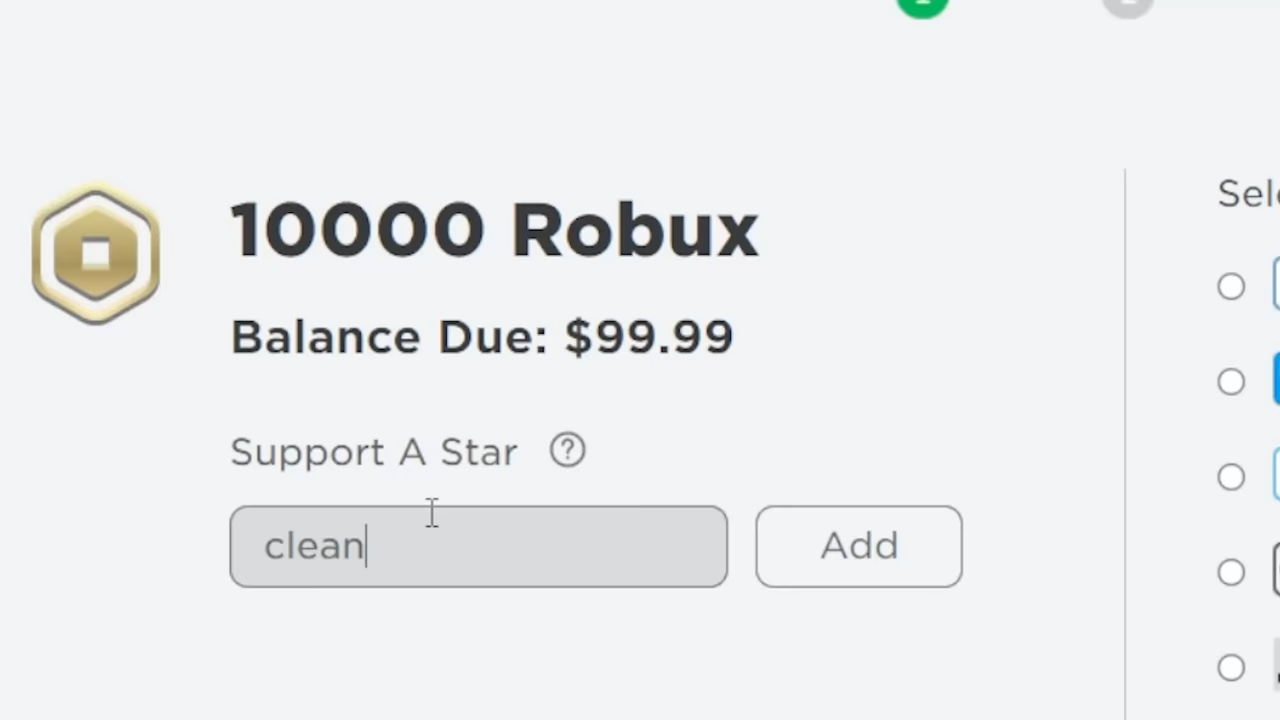 10000 Robux
Balance Due: $99.99
Support A Star ?
clean
Add